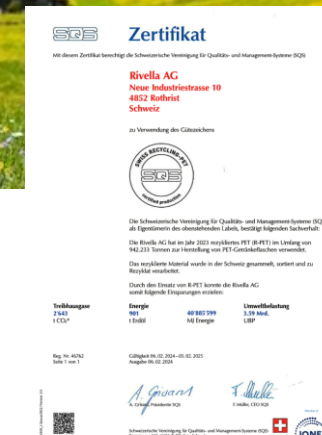 SQS Zertifikat
Mit diesem Zertifikat berechtigt die Schweizerische Vereinigung für Qualitäts- und Management-Systeme (SQS)
Rivella AG
Neue Industriestrasse 10
4852 Rothrist
Schweiz
zu Verwendung des Gütezeichens
SWISS RECYCLING-PET
SQS
certified production
Die Schweizerische Vereinigung für Qualitäts- und Management-Systeme (SQ
als Eigentümerin des obenstehenden Labels, bestätigt folgenden Sachverhalt:
Die Rivella AG hat im Jahr 2023 rezykliertes PET (R-PET) im Umfang von
942.233 Tonnen zur Herstellung von PET-Getränkeflaschen verwendet.
Das rezyklierte Material wurde in der Schweiz gesammelt, sortiert und zu
Rezyklat verarbeitet.
Durch den Einsatz von R-PET konnte die Rivella AG
somit folgende Einsparungen erzielen:
Treibhausgase Energie Umweltbelastung
2'643 901 40'885'599 3.59 Mrd.
t CO₂* t Erdöl MJ Energie UBP
Reg. Nr. 46762 Gültigkeit 06. 02. 2024–05. 02. 2025
Seite 1 von 1 Ausgabe 06. 02. 2024
A. Grisard, Präsidentin SQS F. Müller, CEO SQS
Schweizerische Vereinigung für Qualitäts- und Management-Systeme (SQS)